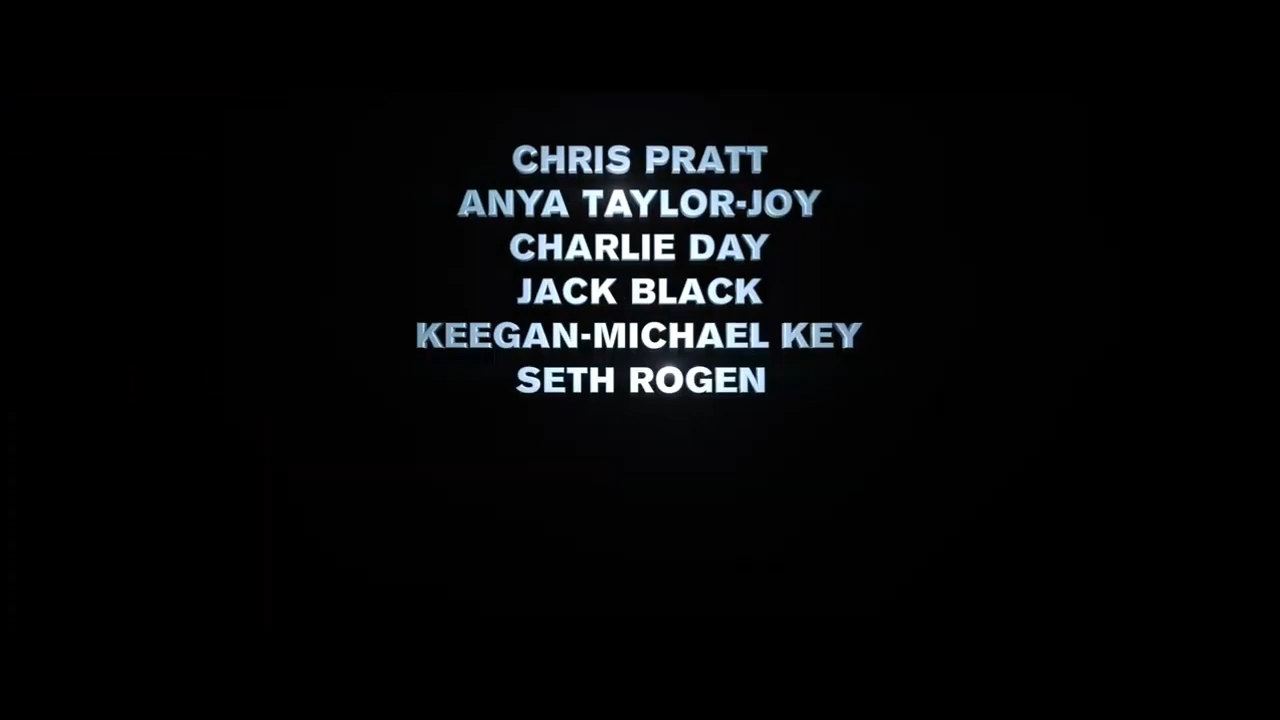 CHRIS PRATT
ANYA TAYLOR-JOY
CHARLIE DAY
JACK BLACK
KEEGAN-MICHAEL KEY
SETH ROGEN